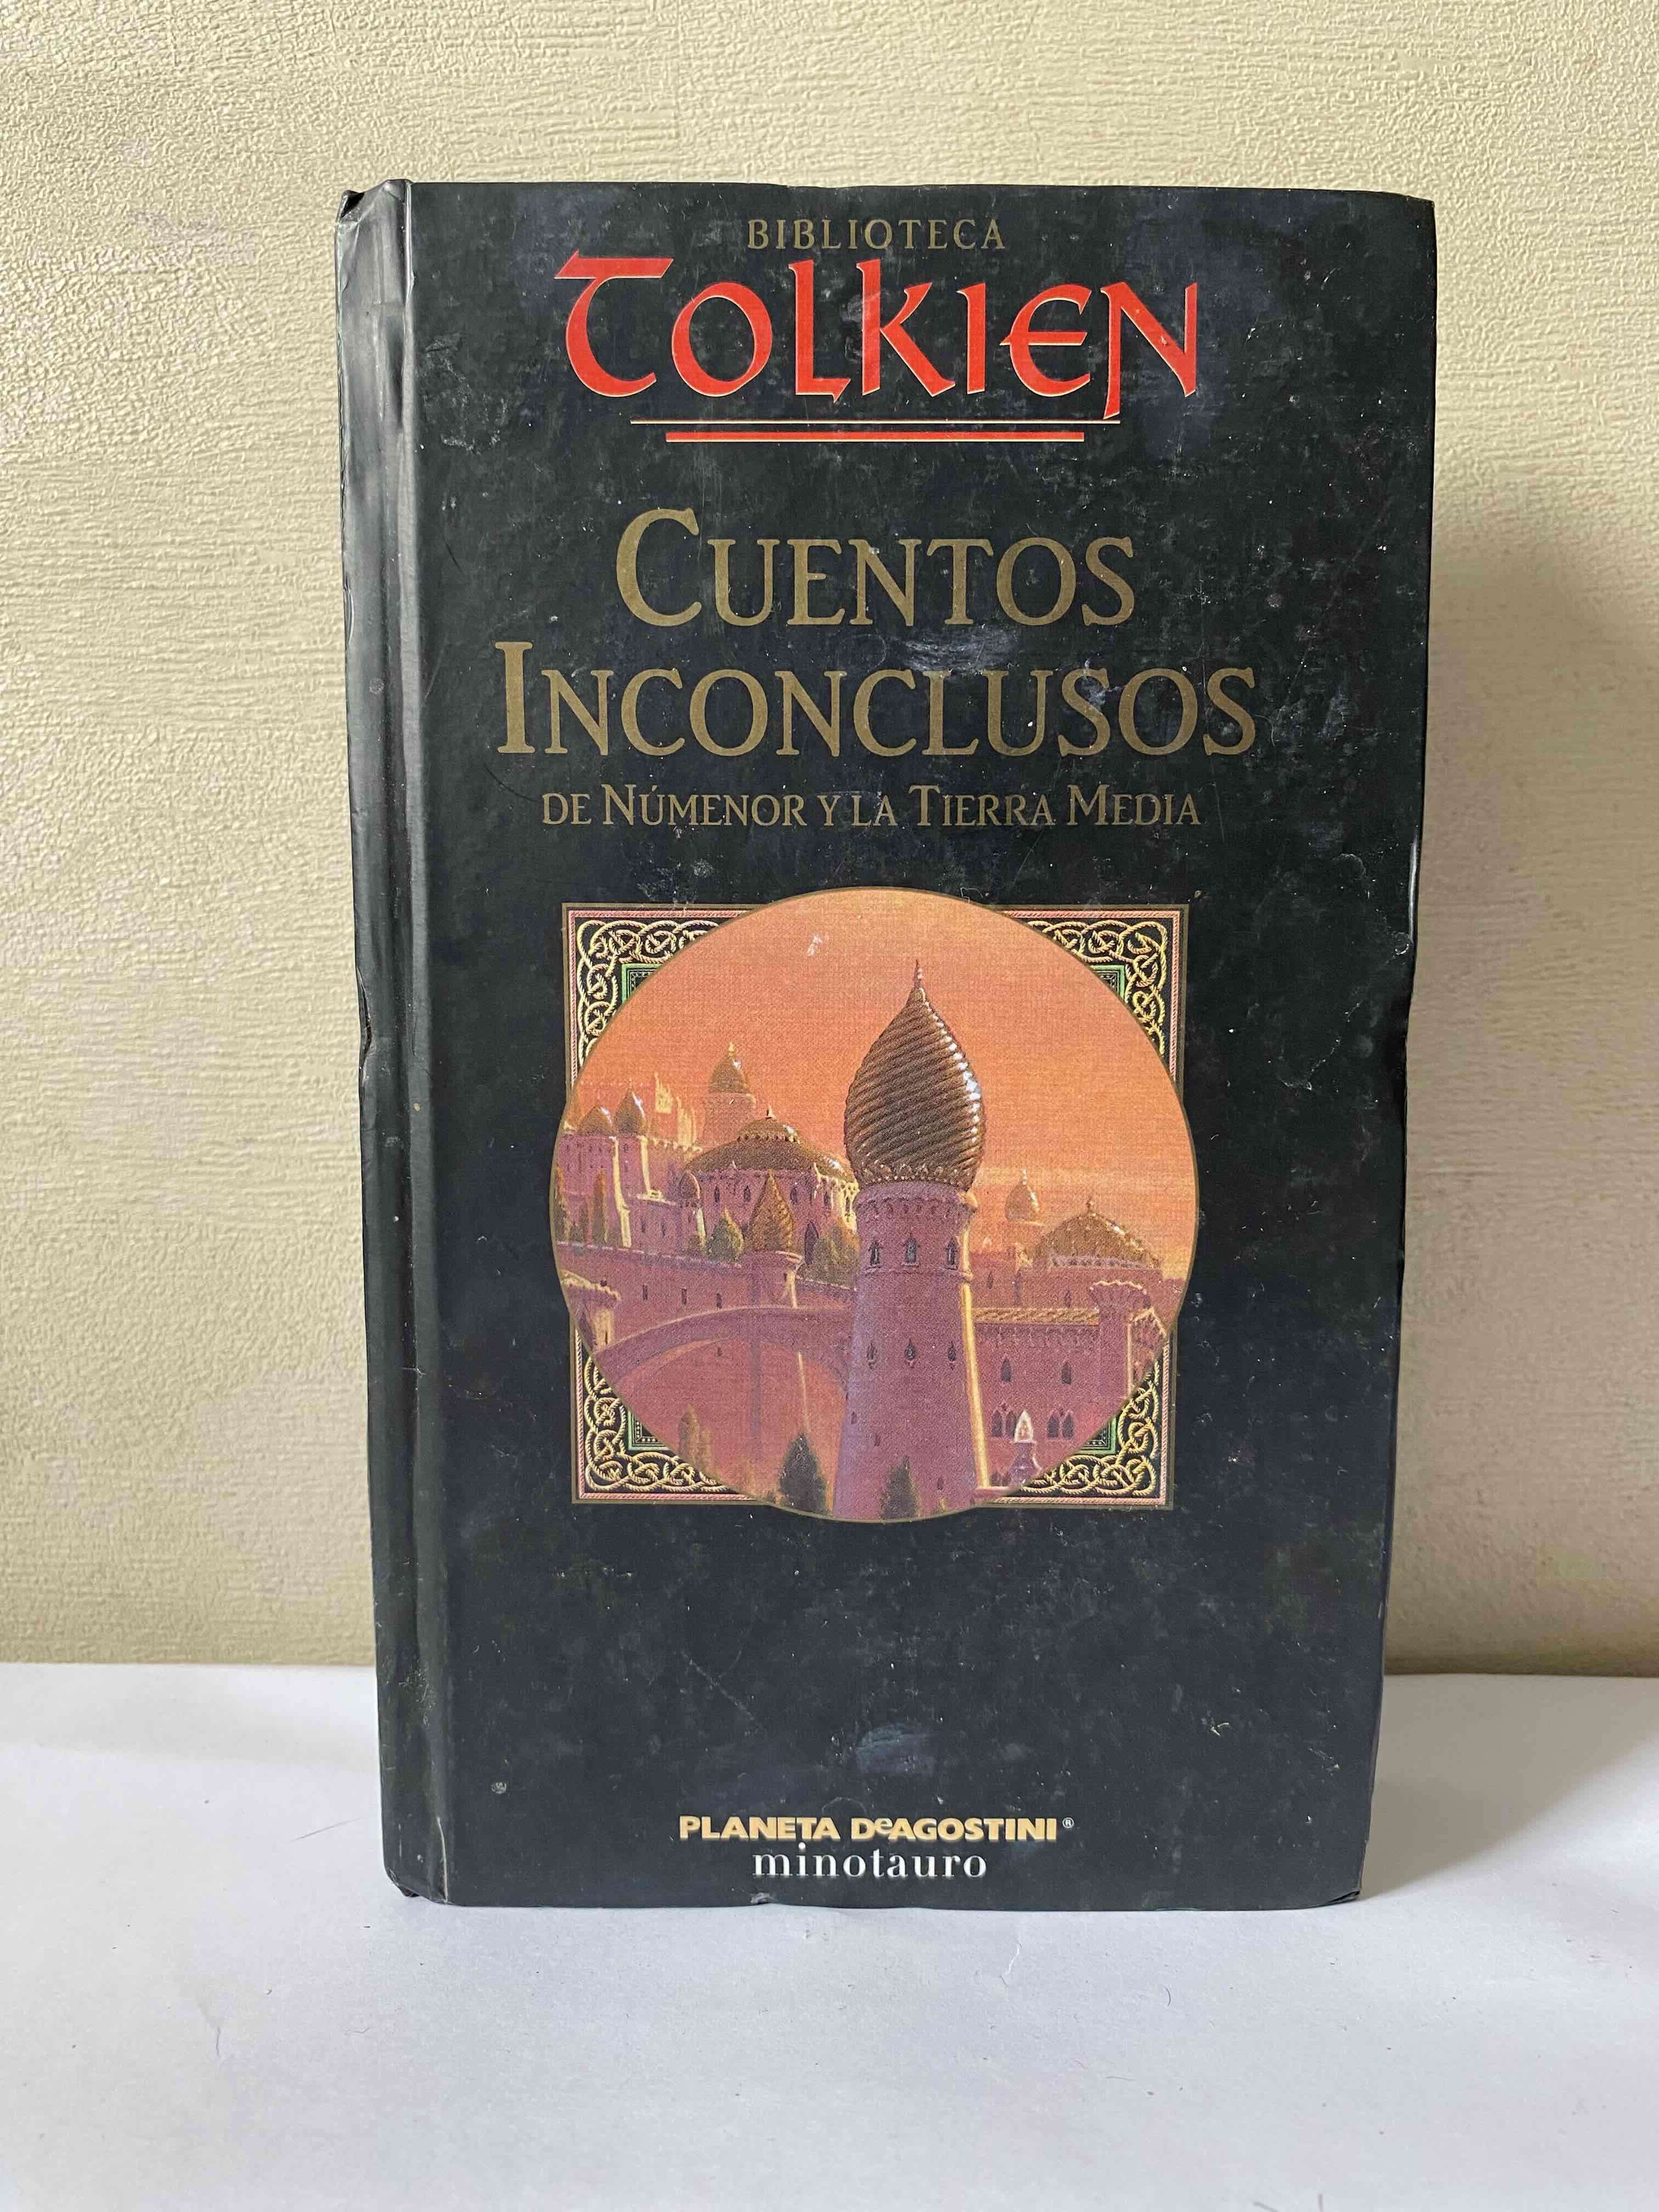 BIBLIOTECA
TOLKIEN
CUENTOS
INCONCLUSOS
DE NÚMENOR Y LA TIERRA MEDIA
PLANETA DeAGOSTINI®
minotauro